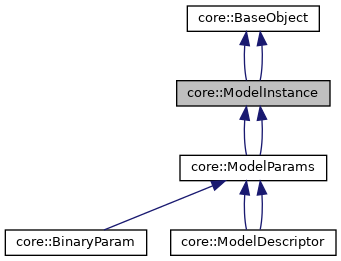 core::BaseObject
core::ModelInstance
core::ModelParams
core::BinaryParam
core::ModelDescriptor